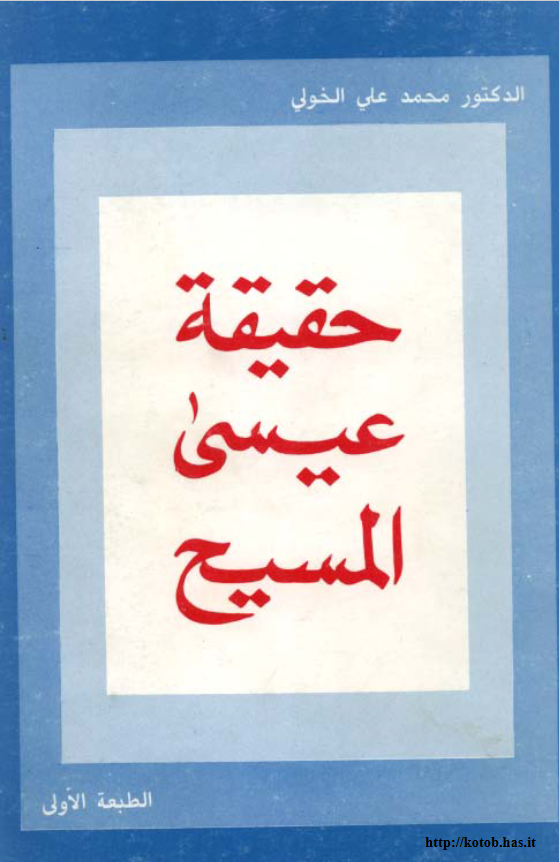 الدكتور محمد علي الخولي
حقيقة
عيسىٰ
المسيح
الطبعة الأولى
http://kotob.has.it